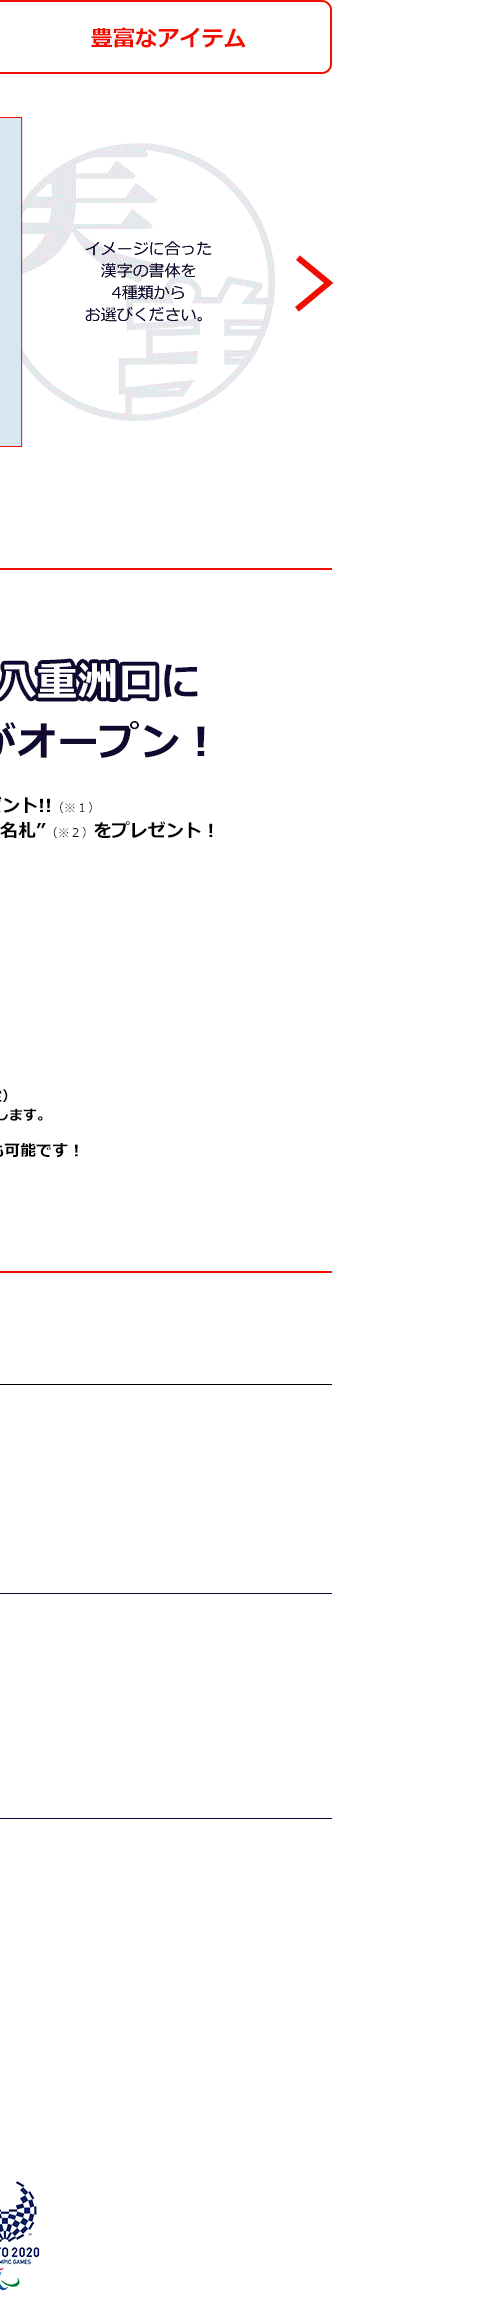 豊富なアイテム
イメージに合った
漢字の書体を
4種類から
お選びください。
八重洲口に
がオープン！
ント!!（※１）
名札”（※２）をプレゼント！
）
します。
も可能です！
O 2020
MPIC GAMES